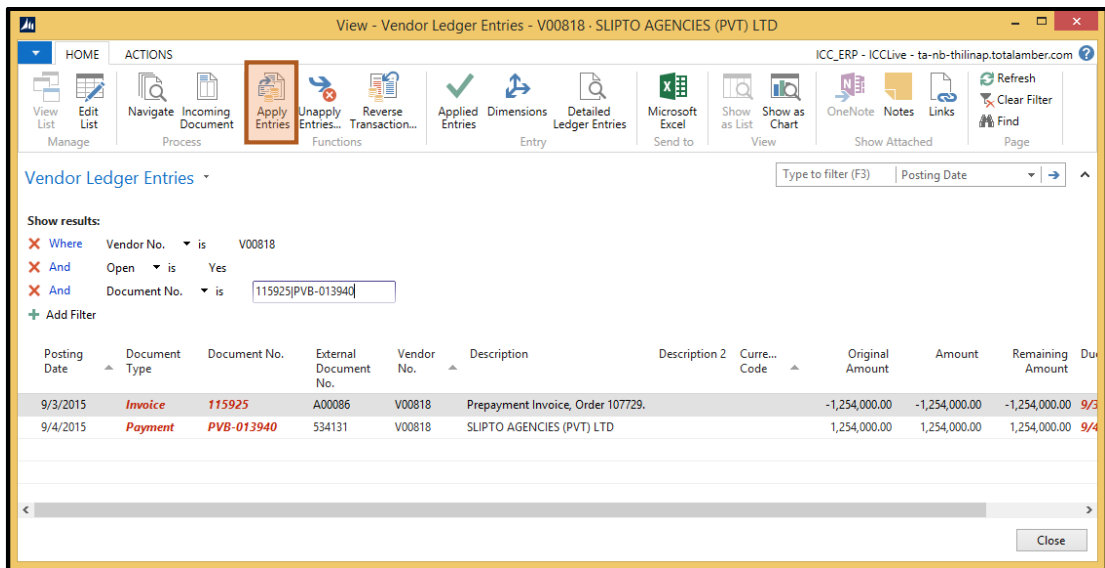 View - Vendor Ledger Entries - V00818 · SLIPTO AGENCIES (PVT) LTD
HOME ACTIONS ICC_ERP - ICCLive - ta-nb-thilinap.totalamber.com
View List
Edit List
Manage
Navigate
Incoming Document
Process
Apply Entries
Unapply Entries...
Reverse Transaction...
Functions
Applied Entries
Dimensions
Detailed Ledger Entries
Entry
Microsoft Excel
Send to
Show as List
Show as Chart
View
OneNote
Notes
Links
Show Attached
Refresh
Clear Filter
Find
Page
Vendor Ledger Entries
Type to filter (F3) Posting Date
Show results:
Where Vendor No. is V00818
And Open is Yes
And Document No. is 115925|PVB-013940
Add Filter
Posting Date Document Type Document No. External Document No. Vendor No. Description Description 2 Curre... Code Original Amount Amount Remaining Amount Du
9/3/2015 Invoice 115925 A00086 V00818 Prepayment Invoice, Order 107729. -1,254,000.00 -1,254,000.00 -1,254,000.00 9/3
9/4/2015 Payment PVB-013940 534131 V00818 SLIPTO AGENCIES (PVT) LTD 1,254,000.00 1,254,000.00 1,254,000.00 9/4
Close